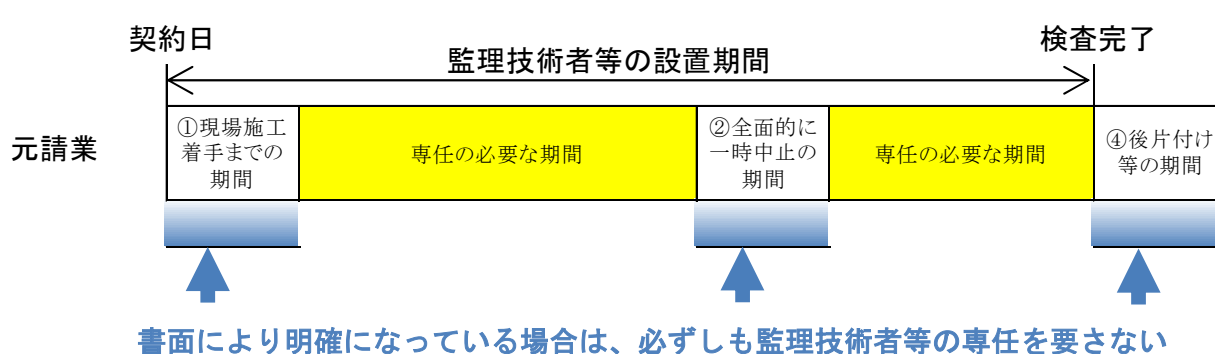 契約日
検査完了
監理技術者等の設置期間
元請業
①現場施工
着手までの
期間
専任の必要な期間
②全面的に
一時中止の
期間
専任の必要な期間
④後片付け
等の期間
書面により明確になっている場合は、必ずしも監理技術者等の専任を要さない